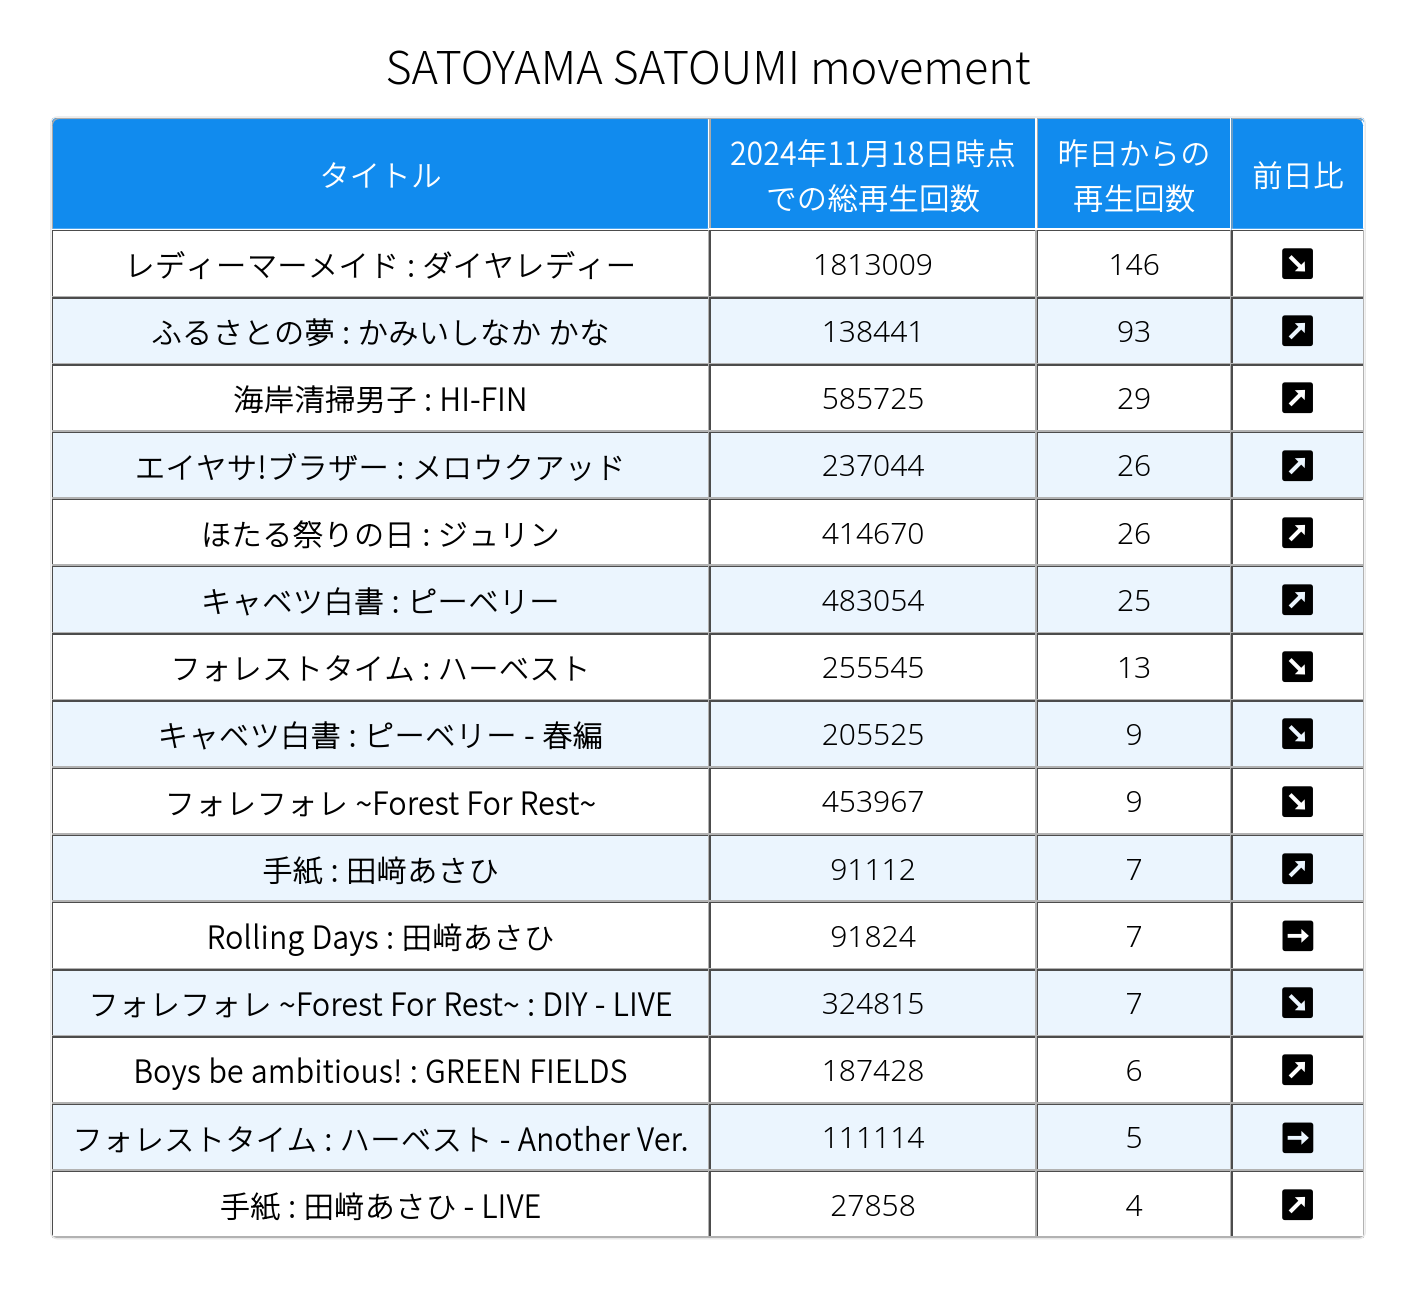 SATOYAMA SATOUMI movement
タイトル 2024年11月18日時点での総再生回数 昨日からの再生回数 前日比
レディーマーメイド : ダイヤレディー 1813009 146 ↘
ふるさとの夢 : かみいしなか かな 138441 93 ↗
海岸清掃男子 : HI-FIN 585725 29 ↗
エイヤサ!ブラザー : メロウクアッド 237044 26 ↗
ほたる祭りの日 : ジュリン 414670 26 ↗
キャベツ白書 : ピーベリー 483054 25 ↗
フォレストタイム : ハーベスト 255545 13 ↘
キャベツ白書 : ピーベリー - 春編 205525 9 ↘
フォレフォレ ~Forest For Rest~ 453967 9 ↘
手紙 : 田﨑あさひ 91112 7 ↗
Rolling Days : 田﨑あさひ 91824 7 →
フォレフォレ ~Forest For Rest~ : DIY - LIVE 324815 7 ↘
Boys be ambitious! : GREEN FIELDS 187428 6 ↗
フォレストタイム : ハーベスト - Another Ver. 111114 5 →
手紙 : 田﨑あさひ - LIVE 27858 4 ↗